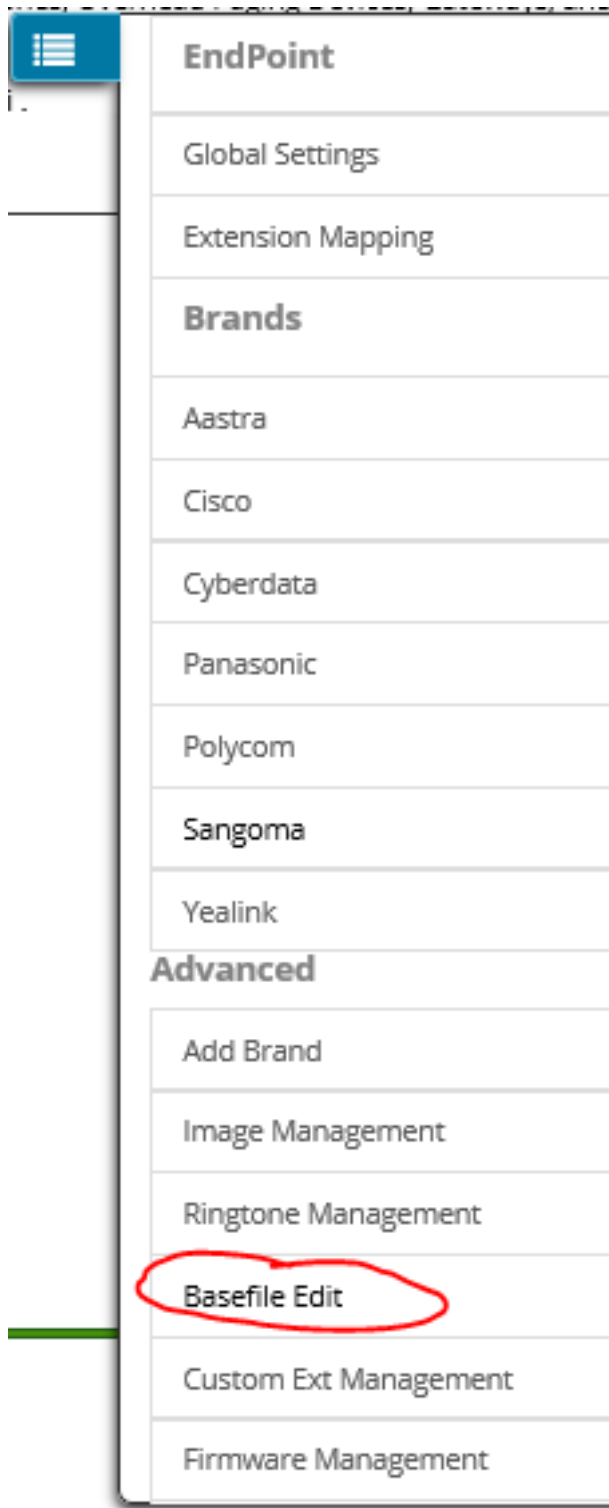 EndPoint
Global Settings
Extension Mapping
Brands
Aastra
Cisco
Cyberdata
Panasonic
Polycom
Sangoma
Yealink
Advanced
Add Brand
Image Management
Ringtone Management
Basefile Edit
Custom Ext Management
Firmware Management